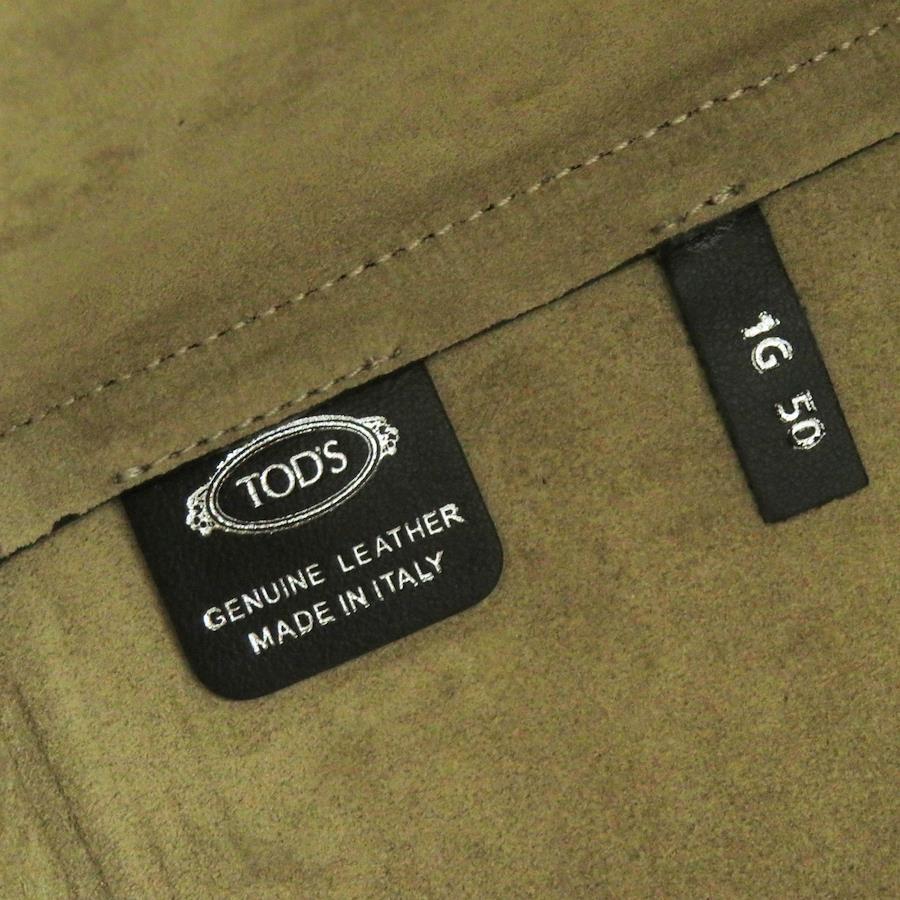 TOD'S
GENUINE LEATHER
MADE IN ITALY
1G 50